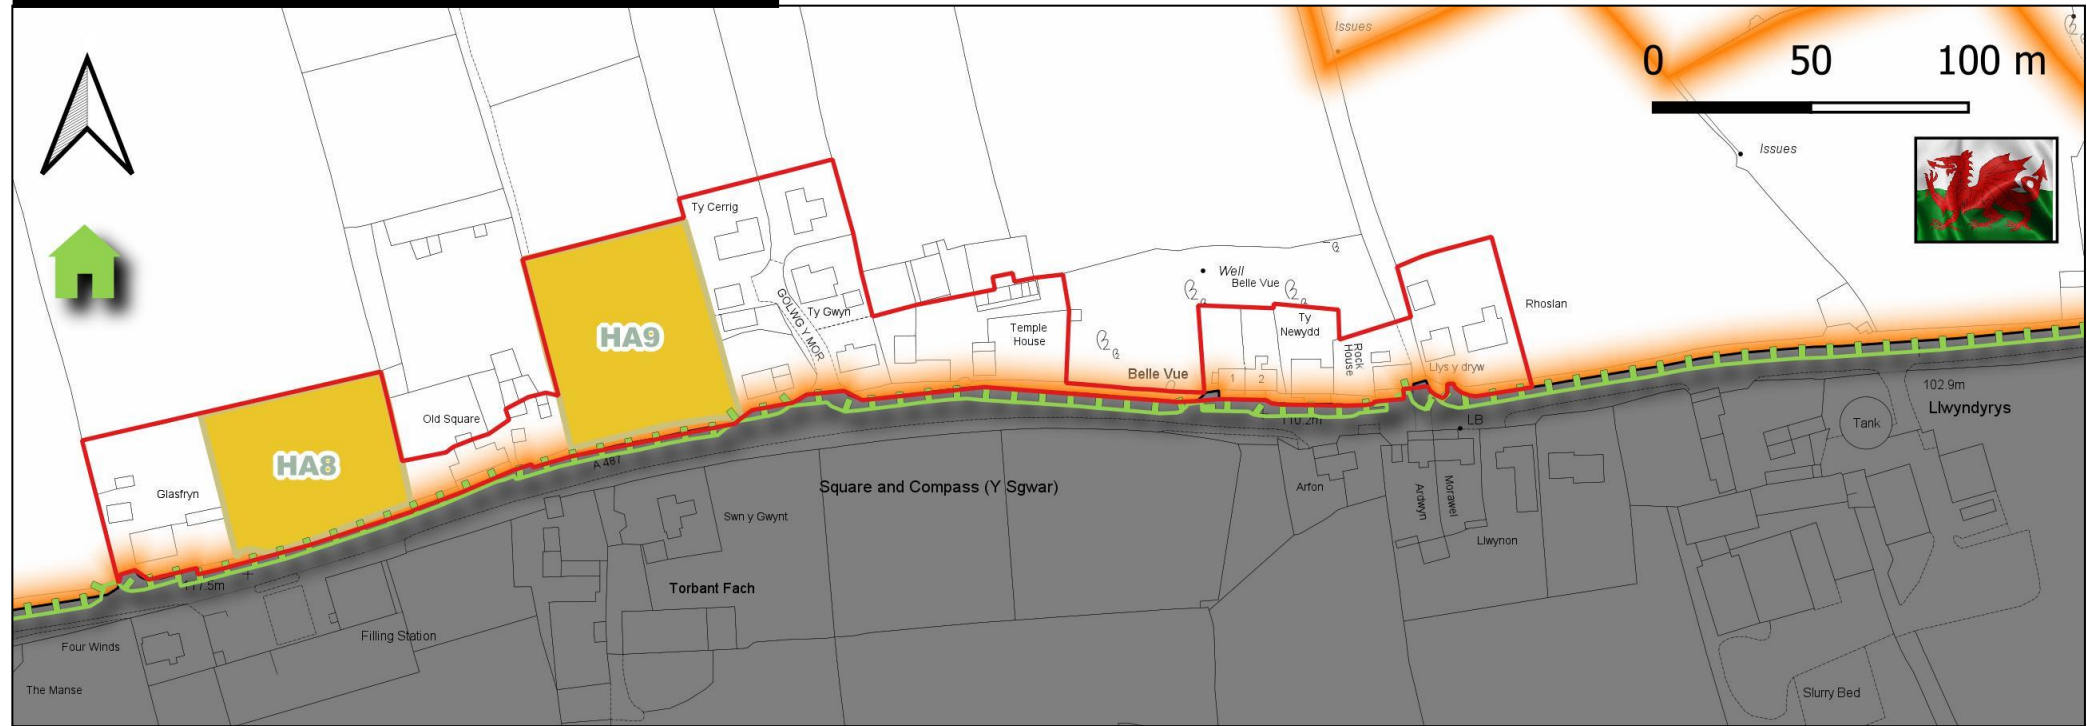 Issues
0 50 100 m
Issues
Ty Cerrig
Well
Belle Vue
GOLWG Y MOR
Ty Gwyn
Rhoslan
Temple
House
Ty
Newydd
HA9
Rock
House
Belle Vue
1 2
Llys y dryw
102.9m
Llwyndyrys
Old Square
110.2m
LB
Tank
HA8
A 487
Glasfryn
Square and Compass (Y Sgwar)
Arfon
Ardwyn
Morawel
Swn y Gwynt
Llwynon
117.5m
Torbant Fach
Filling Station
Four Winds
The Manse
Slurry Bed